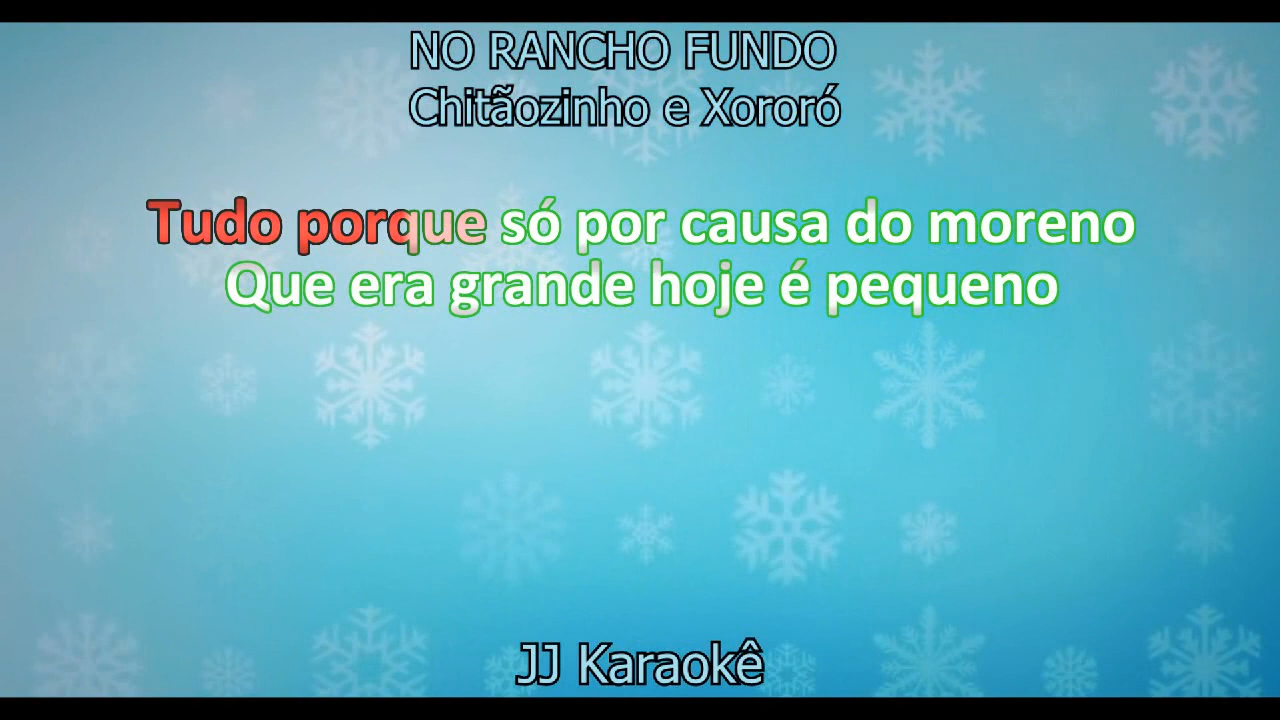 NO RANCHO FUNDO
Chitãozinho e Xororó
Tudo porque só por causa do moreno
Que era grande hoje é pequeno
JJ Karaokê